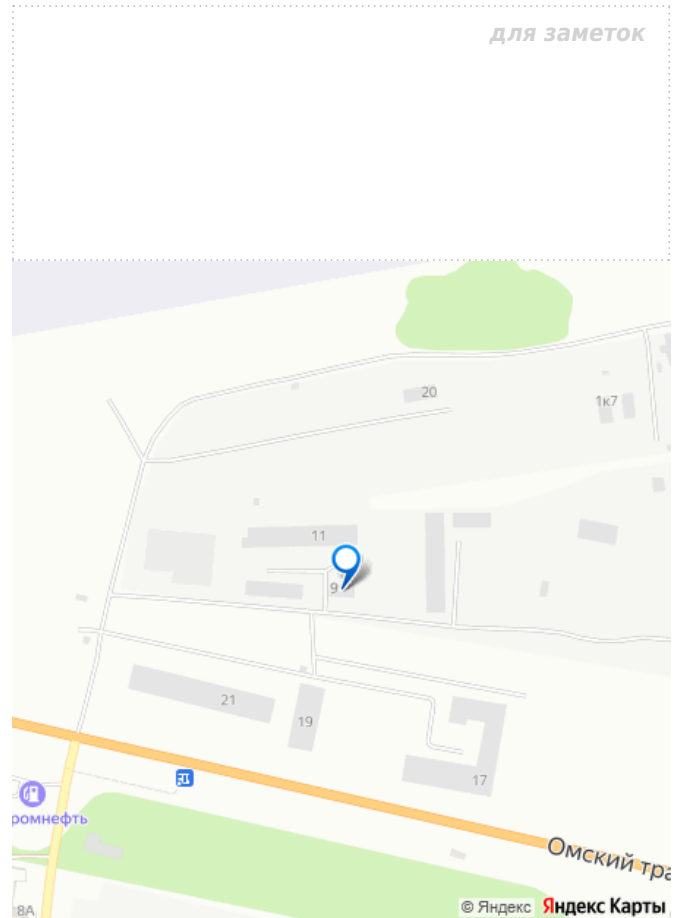 для заметок
20
1к7
11
9
21
19
17
ромнефть
Омский тра
8А
© Яндекс Яндекс Карты